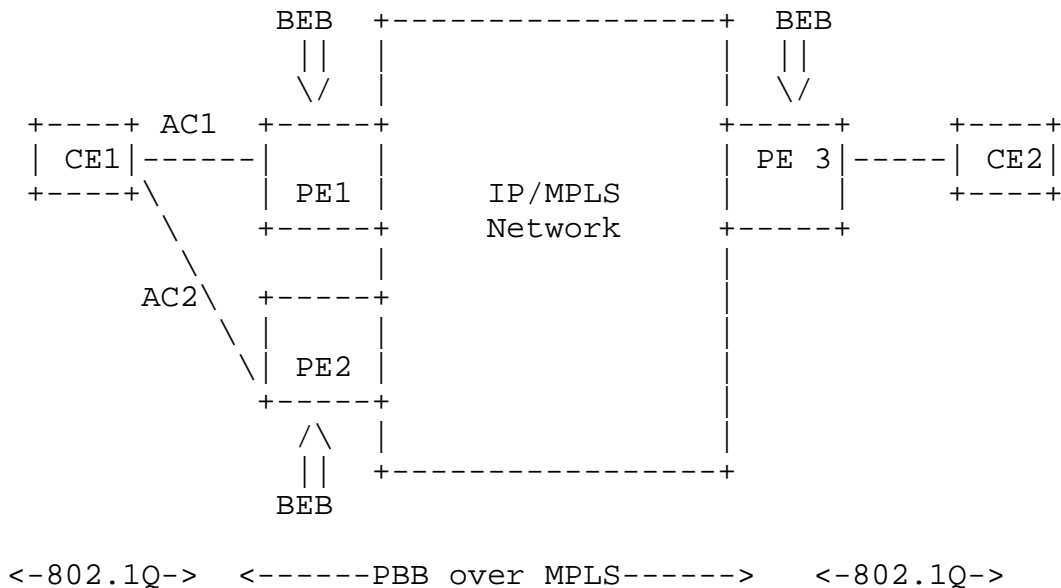 BEB BEB
AC1
CE1 PE 3 CE2
PE1 IP/MPLS
Network
AC2
PE2
BEB
<-802.1Q-> <------PBB over MPLS------> <-802.1Q->